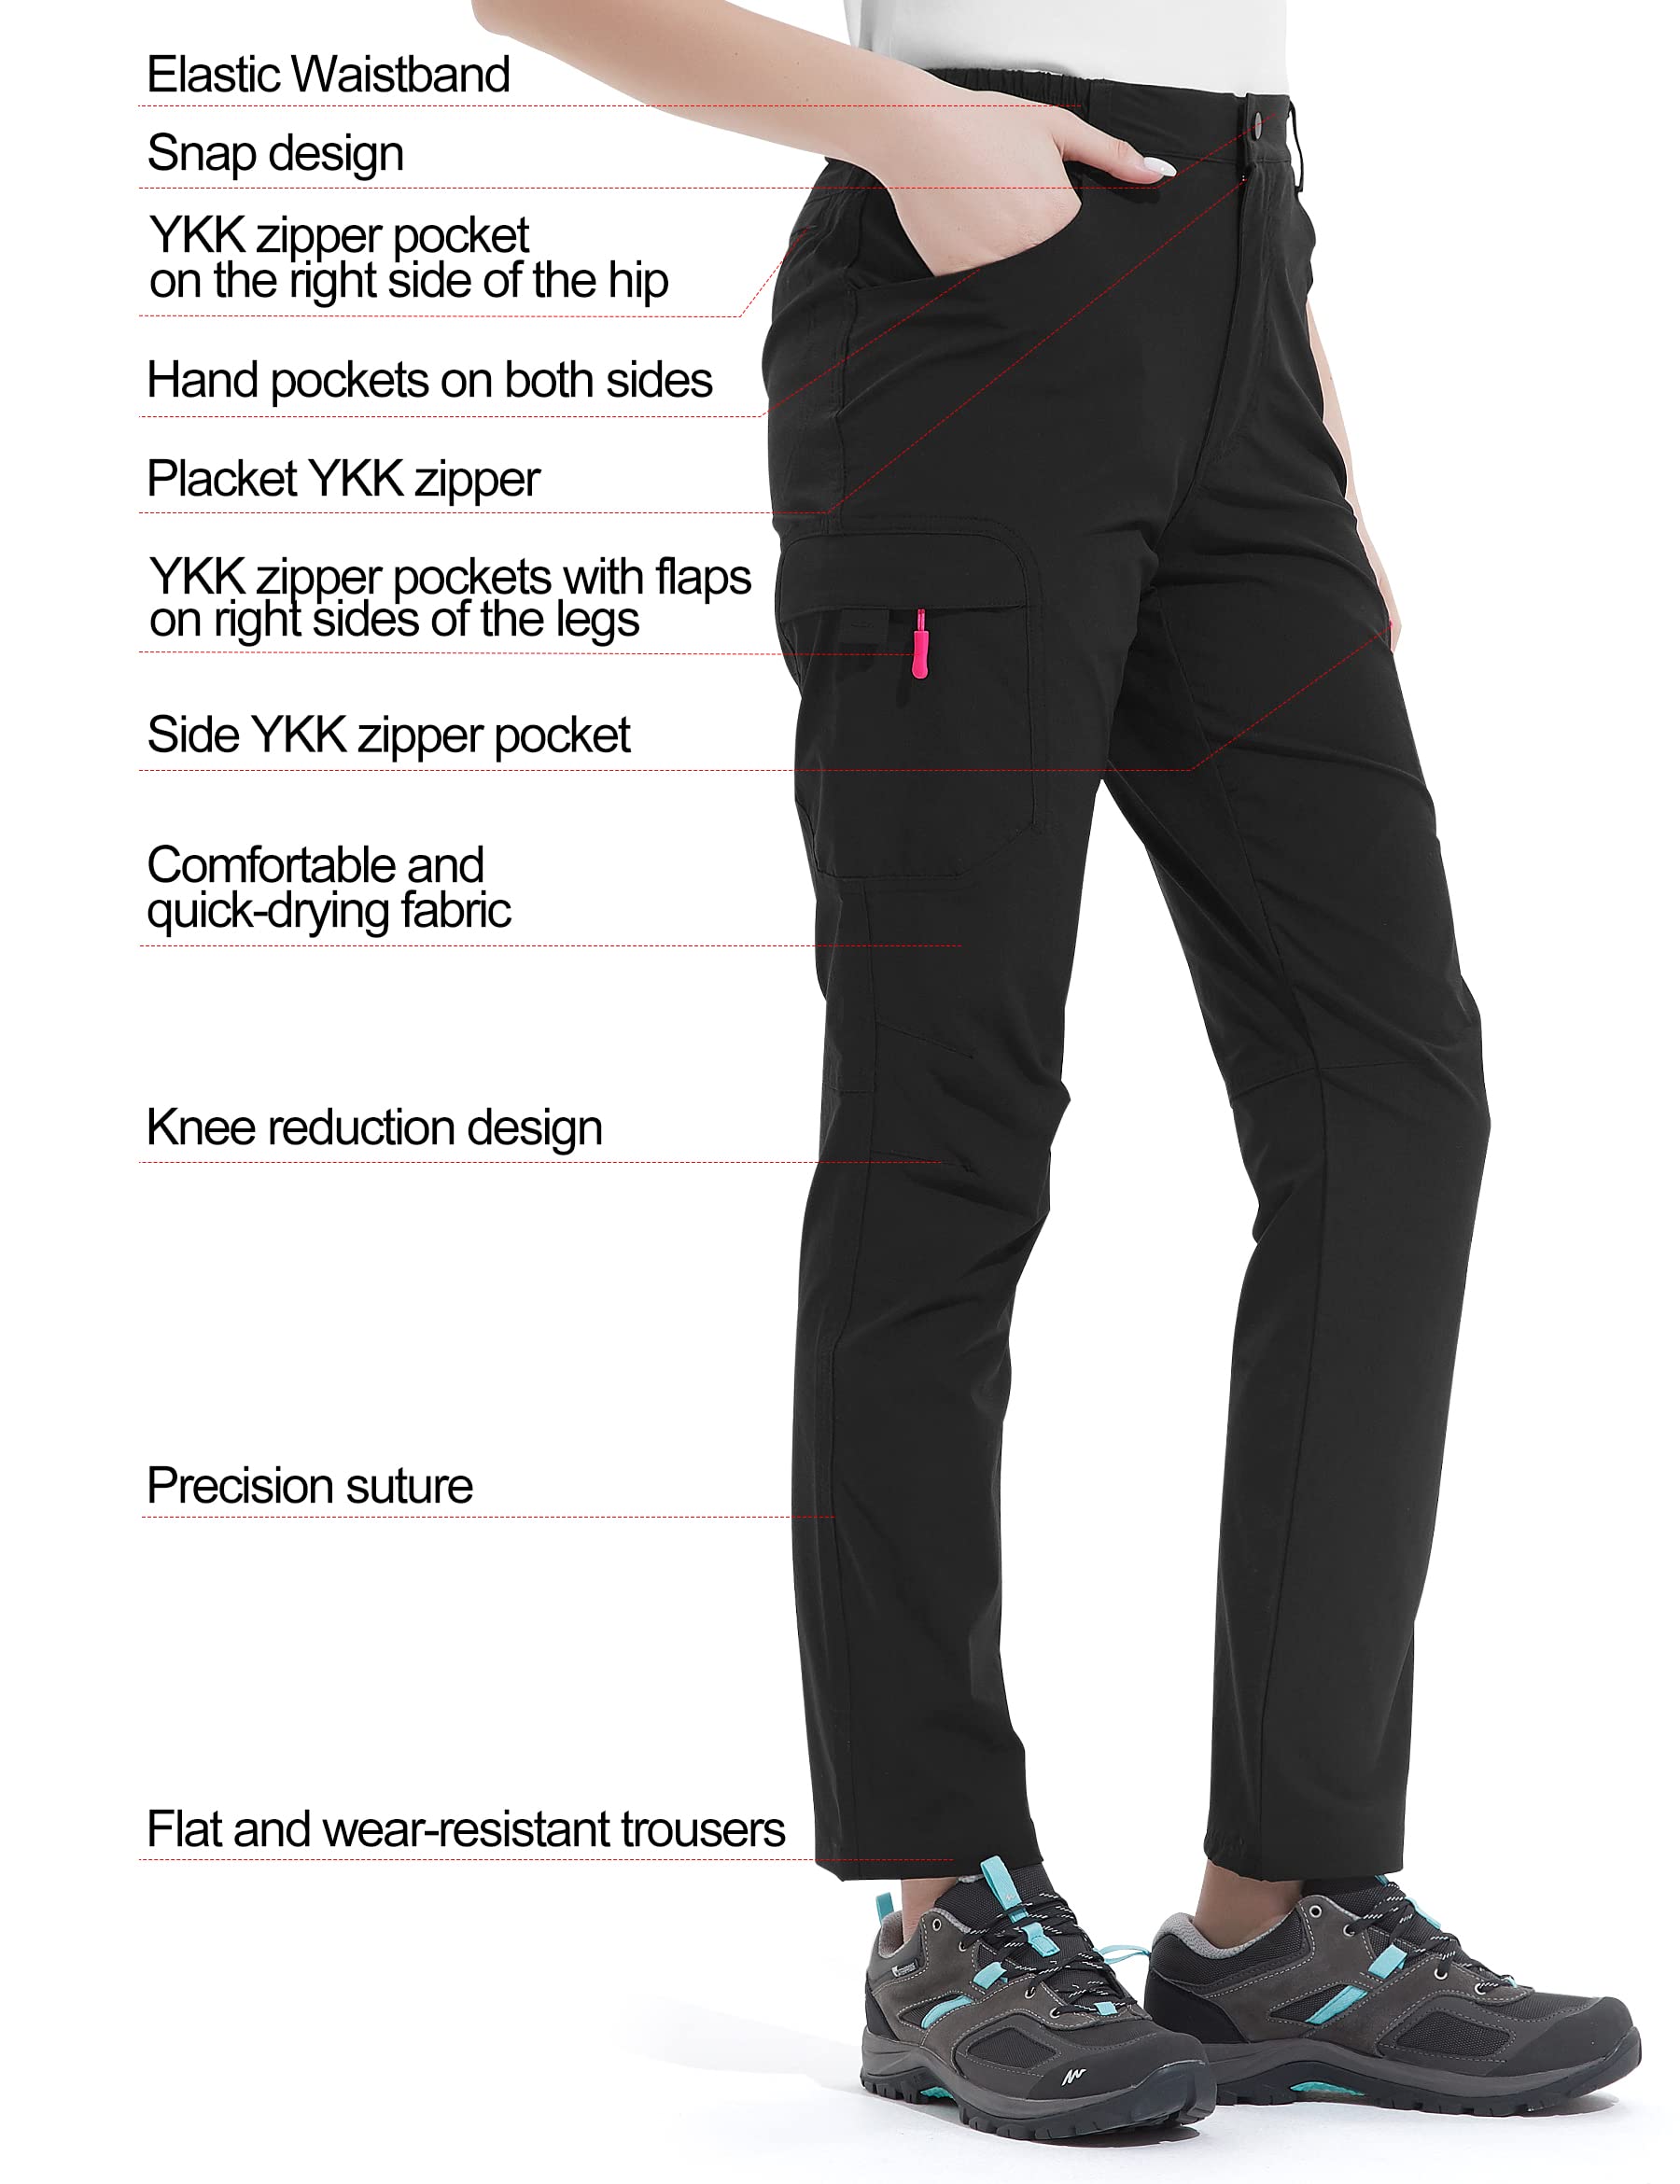 Elastic Waistband
Snap design
YKK zipper pocket
on the right side of the hip
Hand pockets on both sides
Placket YKK zipper
YKK zipper pockets with flaps
on right sides of the legs
Side YKK zipper pocket
Comfortable and
quick-drying fabric
Knee reduction design
Precision suture
Flat and wear-resistant trousers